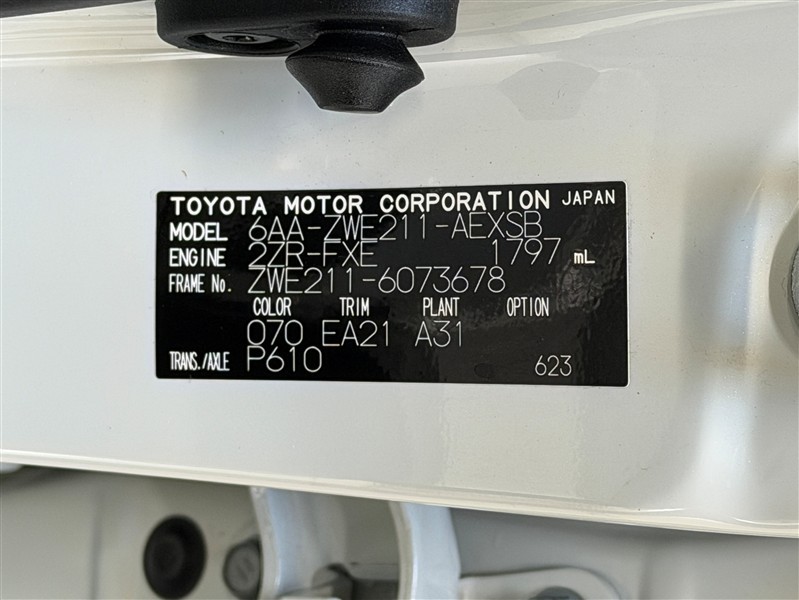 TOYOTA MOTOR CORPORATION JAPAN
MODEL 6AA-ZWE211-AEXSB
ENGINE 2ZR-FXE 1797 mL
FRAME No. ZWE211-6073678
COLOR TRIM PLANT OPTION
070 EA21 A31
TRANS./AXLE P610 623